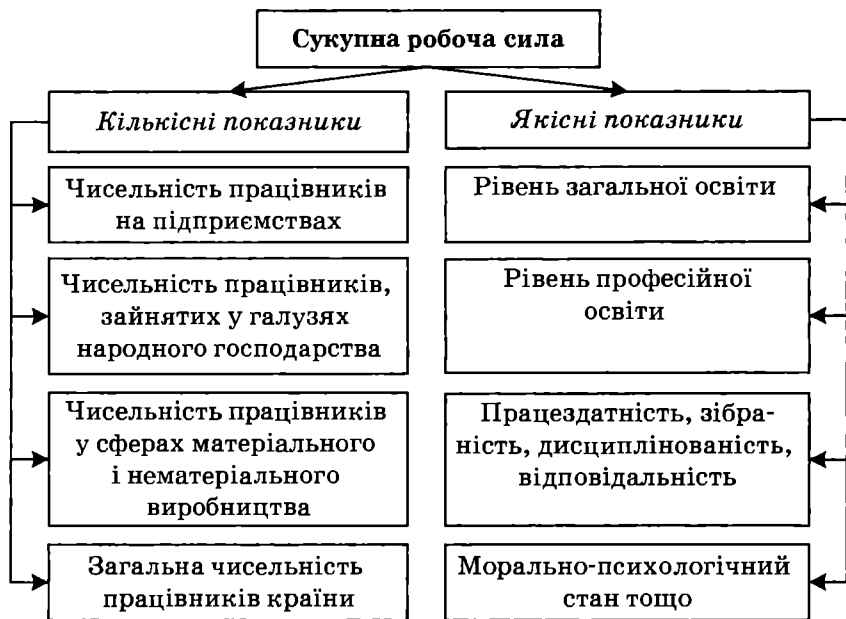 Сукупна робоча сила
Кількісні показники
Чисельність працівників
на підприємствах
Чисельність працівників,
зайнятих у галузях
народного господарства
Чисельність працівників
у сферах матеріального
і нематеріального
виробництва
Загальна чисельність
працівників країни
Якісні показники
Рівень загальної освіти
Рівень професійної
освіти
Працездатність, зібра-
ність, дисциплінованість,
відповідальність
Морально-психологічний
стан тощо